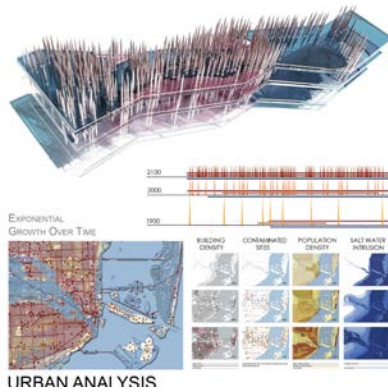 2100
2000
1900
EXPONENTIAL
GROWTH OVER TIME
BUILDING
DENSITY
CONTAMINATED
SITES
POPULATION
DENSITY
SALT WATER
INTRUSION
URBAN ANALYSIS